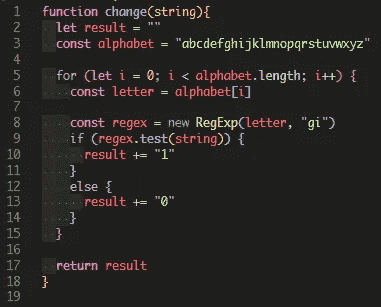 1 function change(string){
2   let result = ""
3   const alphabet = "abcdefghijklmnopqrstuvwxyz"
4
5   for (let i = 0; i < alphabet.length; i++) {
6     const letter = alphabet[i]
7
8     const regex = new RegExp(letter, "gi")
9     if (regex.test(string)) {
10       result += "1"
11     }
12     else {
13       result += "0"
14     }
15   }
16
17   return result
18 }
19